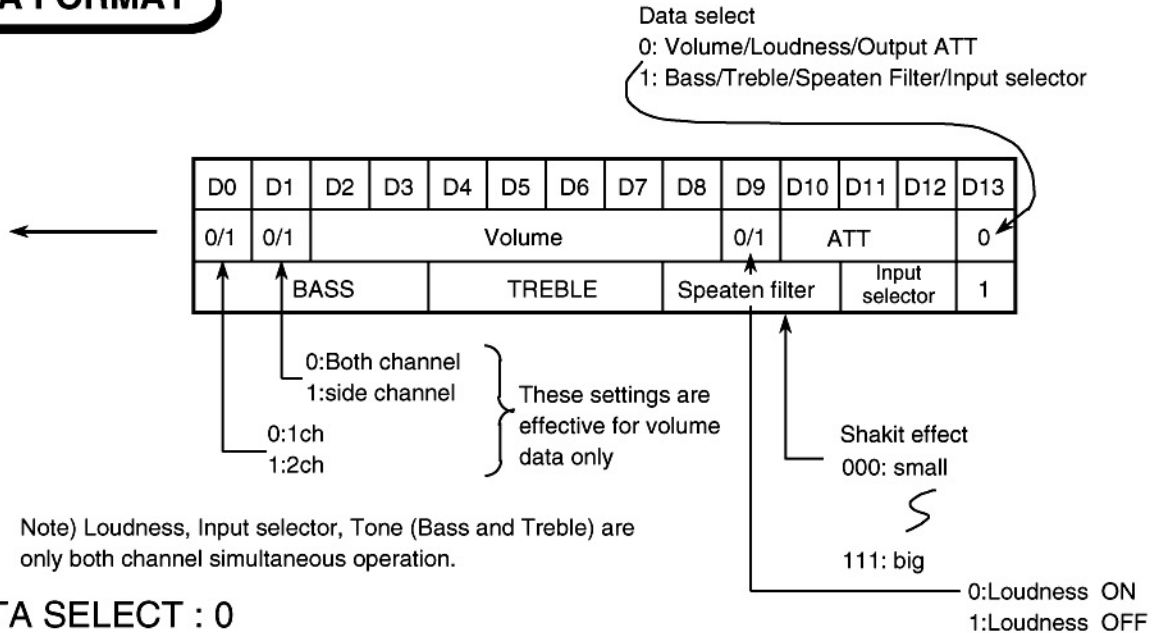 A FORMAT
Data select
0: Volume/Loudness/Output ATT
1: Bass/Treble/Speaten Filter/Input selector
D0 D1 D2 D3 D4 D5 D6 D7 D8 D9 D10 D11 D12 D13
0/1 0/1 Volume 0/1 ATT 0
BASS TREBLE Speaten filter Input selector 1
0:Both channel
1:side channel
These settings are
effective for volume
data only
0:1ch
1:2ch
Shakit effect
000: small
111: big
Note) Loudness, Input selector, Tone (Bass and Treble) are
only both channel simultaneous operation.
0:Loudness ON
1:Loudness OFF
TA SELECT : 0